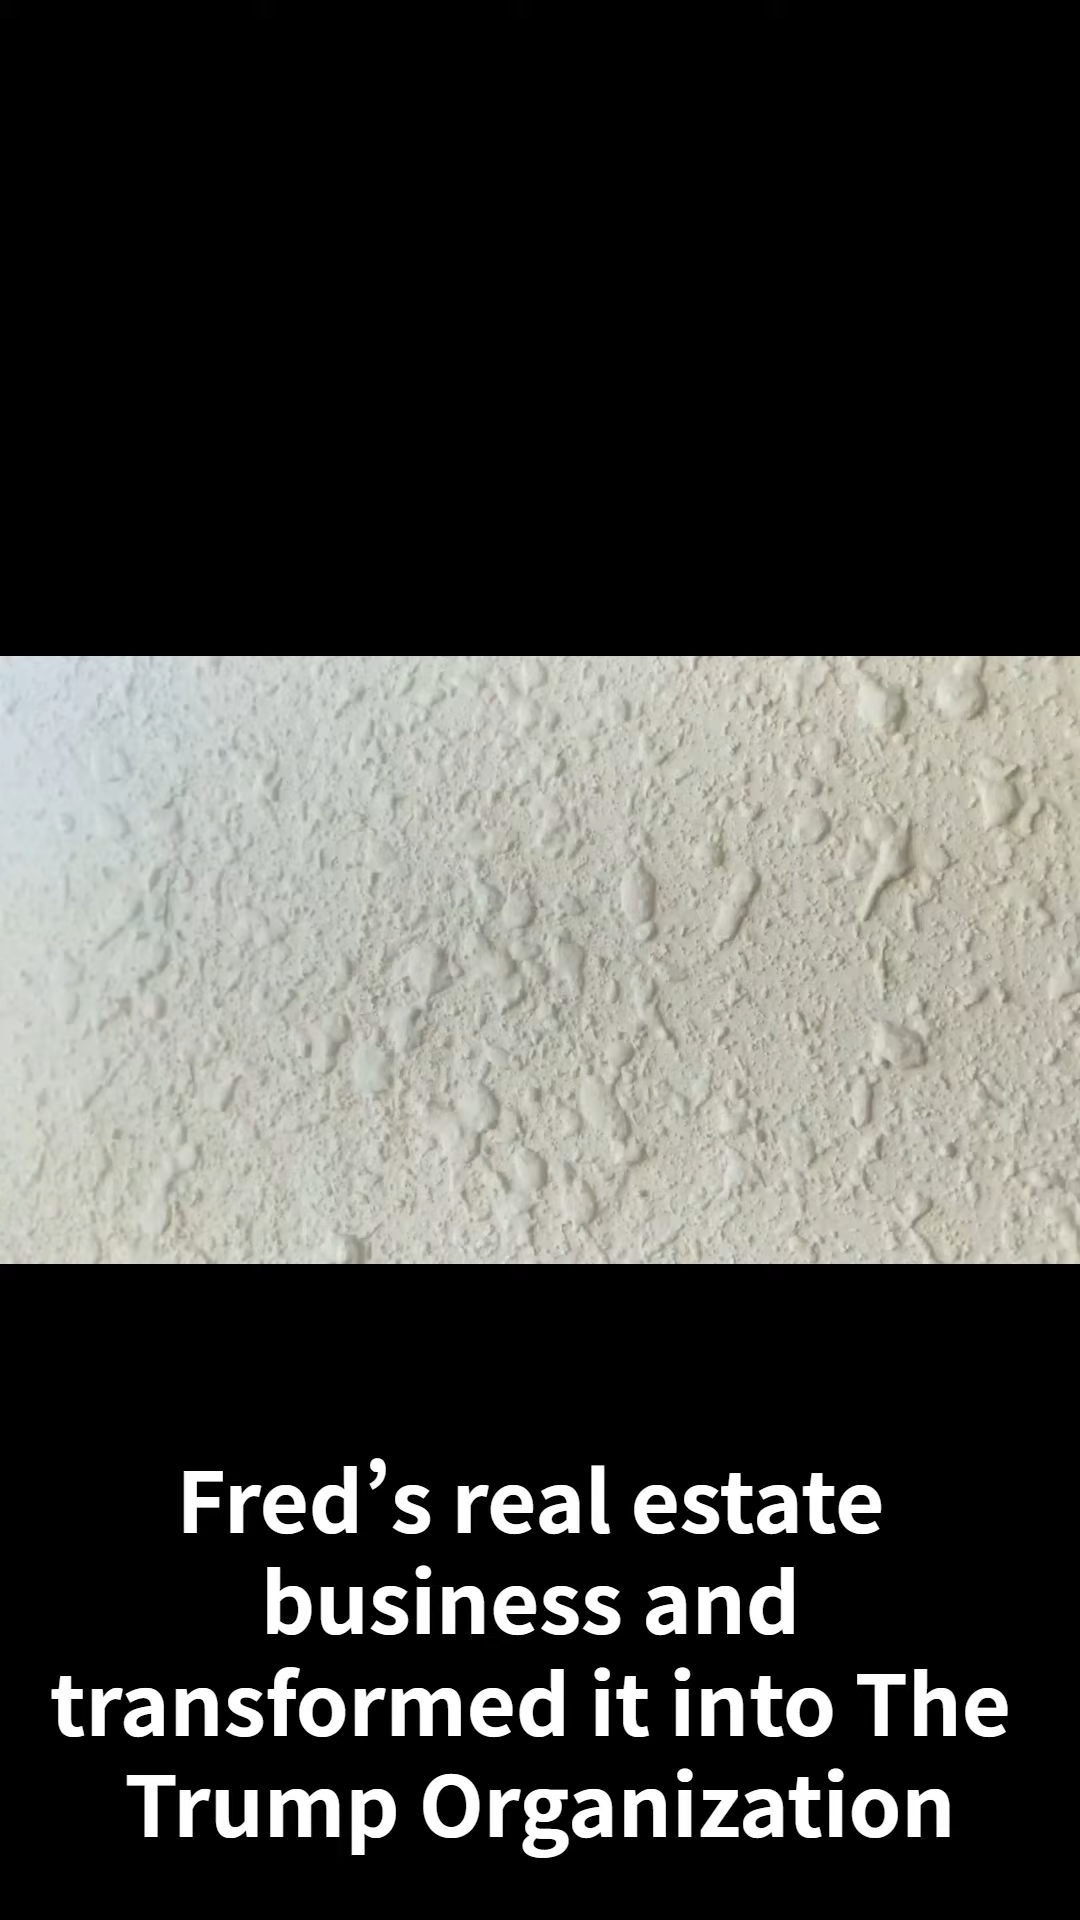 Fred’s real estate
business and
transformed it into The
Trump Organization